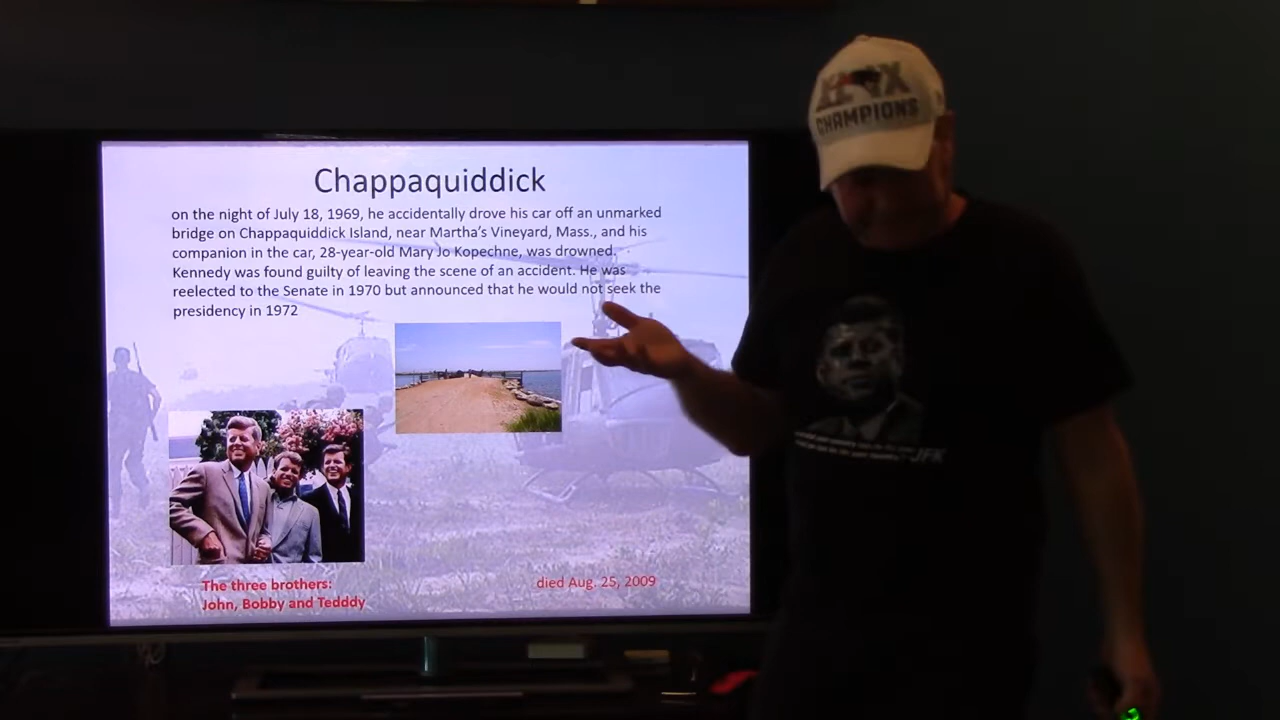 Chappaquiddick
on the night of July 18, 1969, he accidentally drove his car off an unmarked
bridge on Chappaquiddick Island, near Martha's Vineyard, Mass., and his
companion in the car, 28-year-old Mary Jo Kopechne, was drowned.
Kennedy was found guilty of leaving the scene of an accident. He was
reelected to the Senate in 1970 but announced that he would not seek the
presidency in 1972
The three brothers:
John, Bobby and Tedddy
died Aug. 25, 2009
CHAMPIONS
JFK